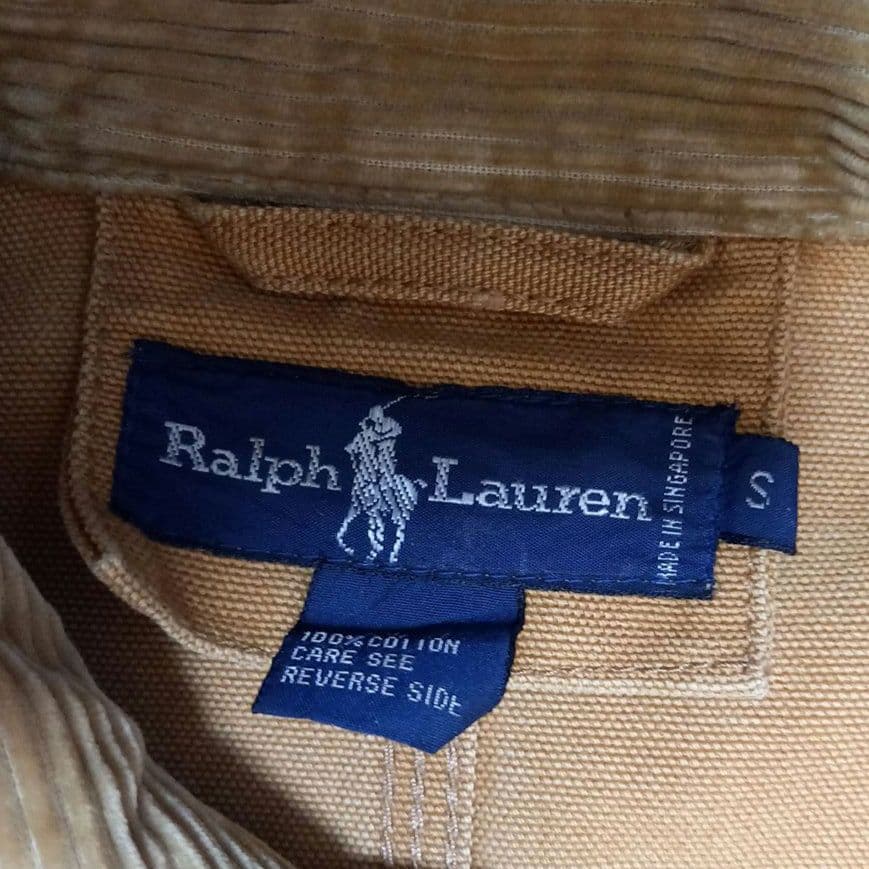 Ralph Lauren
MADE IN SINGAPORE
S
100% COTTON
CARE SEE
REVERSE SIDE